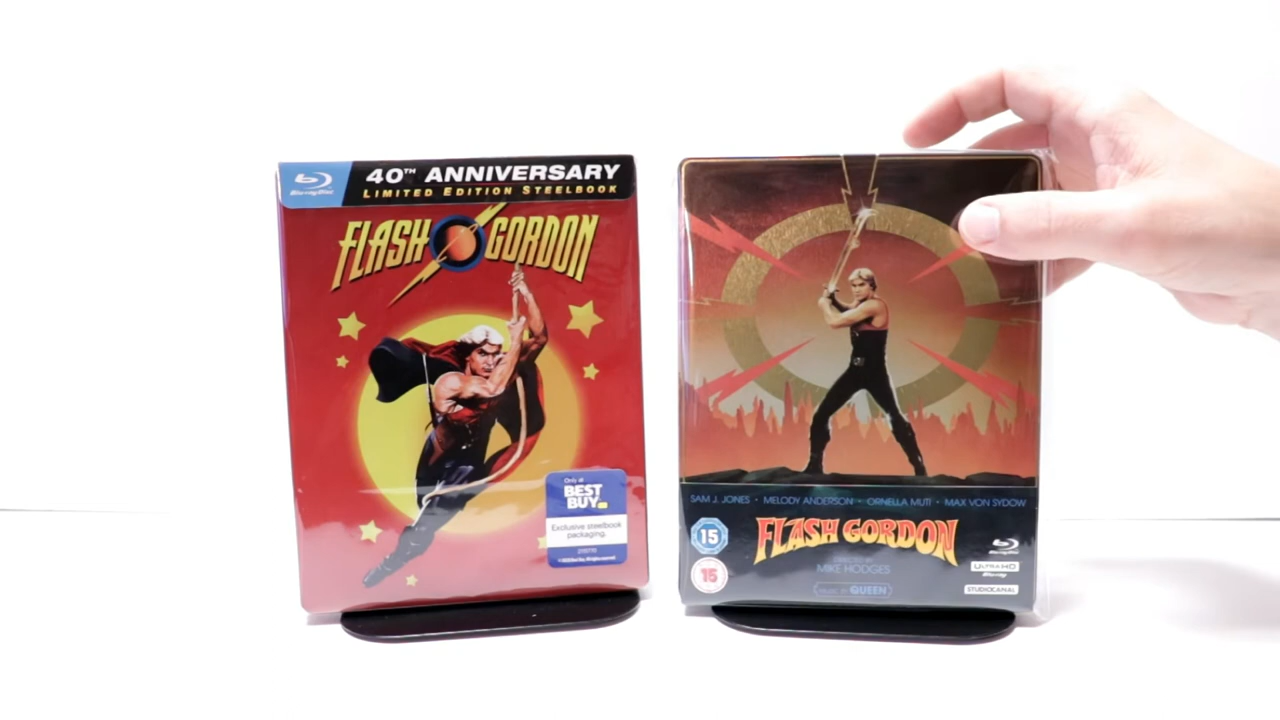 Blu-ray Disc
40TH ANNIVERSARY
LIMITED EDITION STEELBOOK
FLASH GORDON
Only at
BEST BUY
Exclusive steelbook
packaging.
SAM J. JONES · MELODY ANDERSON · ORNELLA MUTI · MAX VON SYDOW
15
FLASH GORDON
DIRECTED BY
MIKE HODGES
15
Blu-ray Disc
ULTRA HD
Blu-ray
MUSIC BY QUEEN
STUDIOCANAL